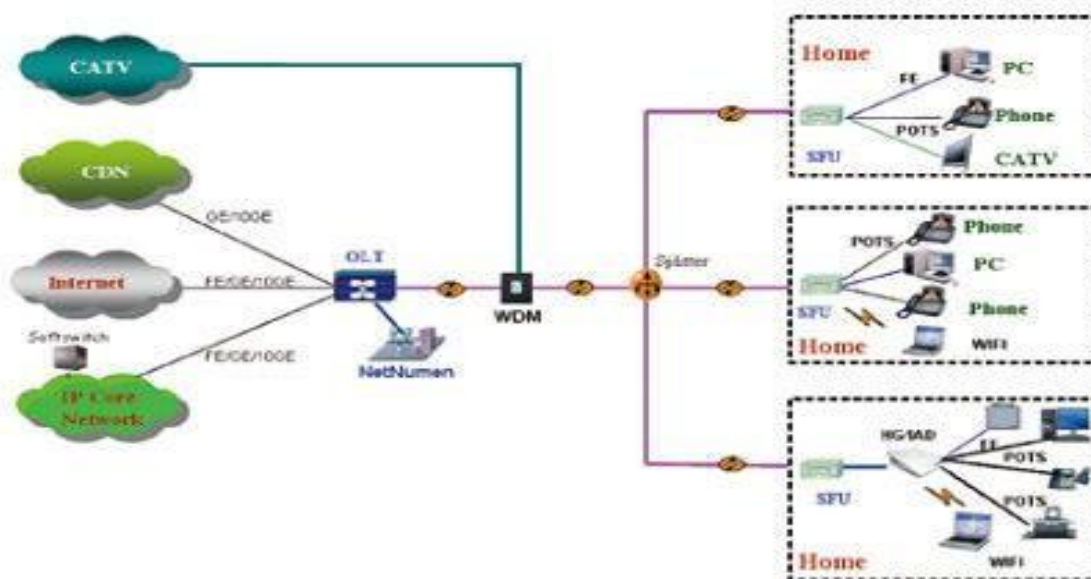 CATV
CDN
GE/10GE
Internet
FE/GE/10GE
Softswitch
FE/GE/10GE
IP Core
Network
OLT
NetNumen
WDM
Splitter
Home
FE
PC
POTS
Phone
SFU
CATV
POTS
Phone
PC
SFU
Phone
Home
WIFI
HG/IAD
FE
POTS
SFU
POTS
Home
WIFI